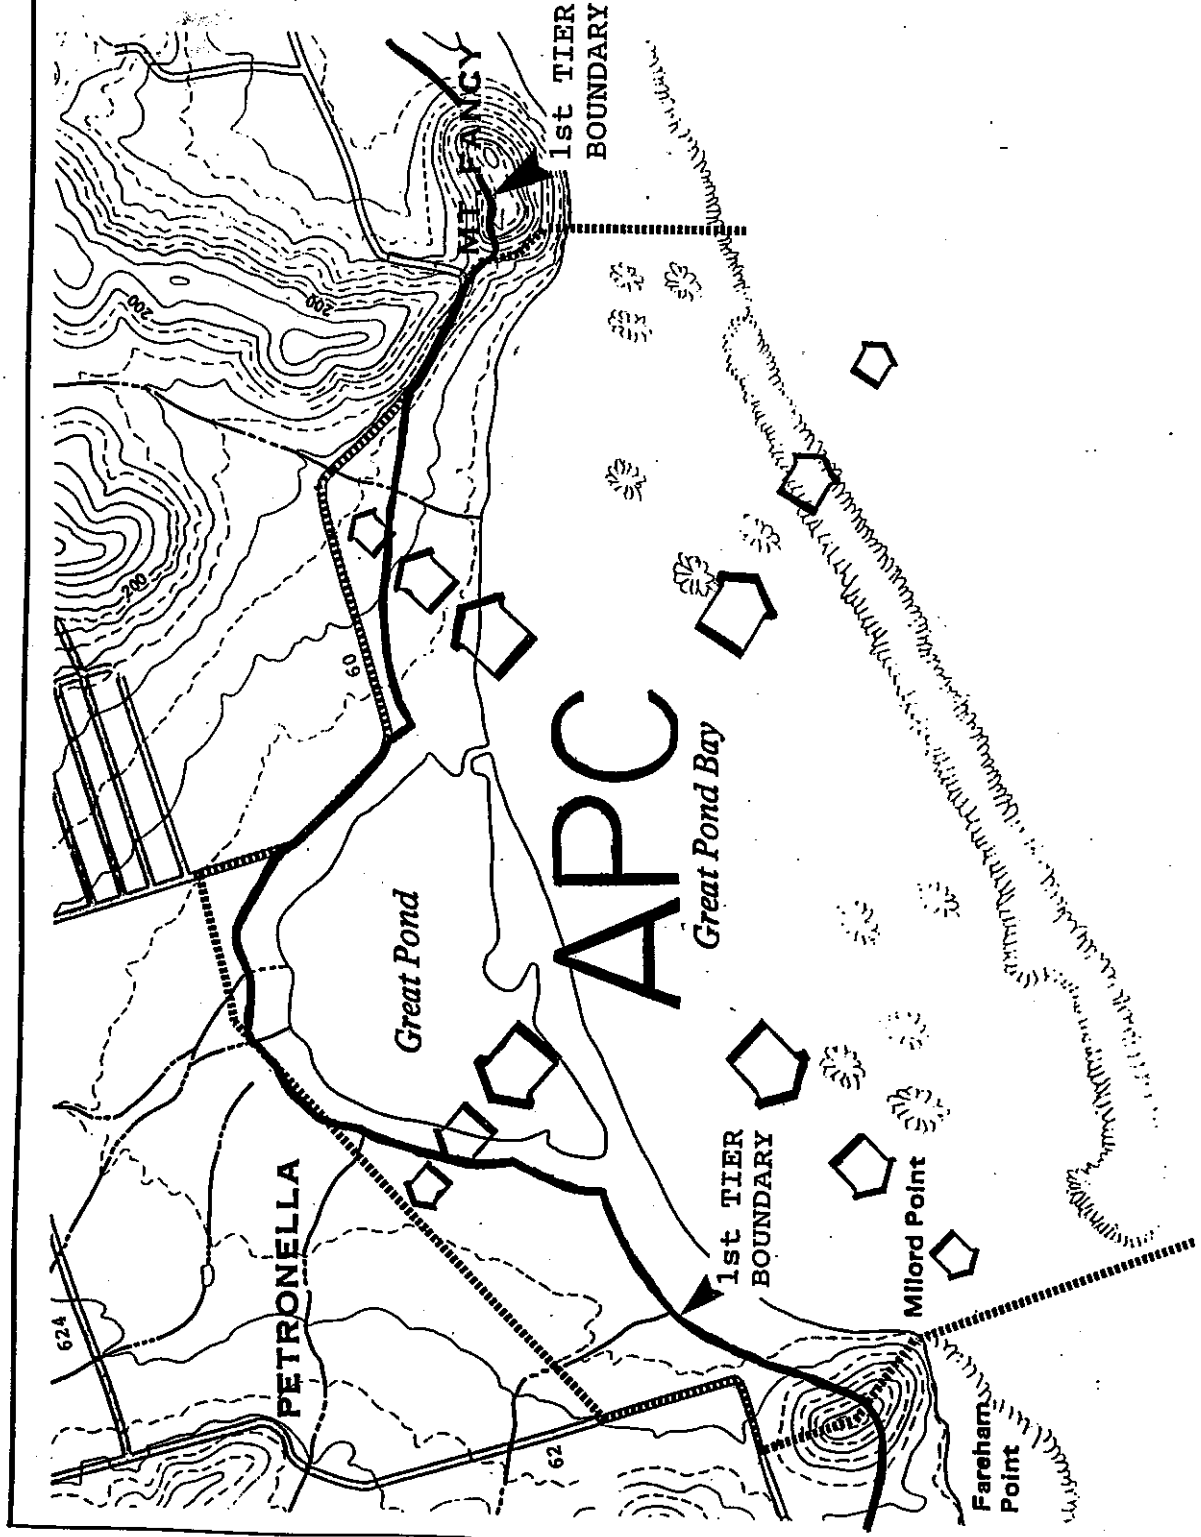 MT. FANCY
1st TIER
BOUNDARY
200
200
200
60
Great Pond
APC
Great Pond Bay
PETRONELLA
624
62
1st TIER
BOUNDARY
Milord Point
Fareham
Point